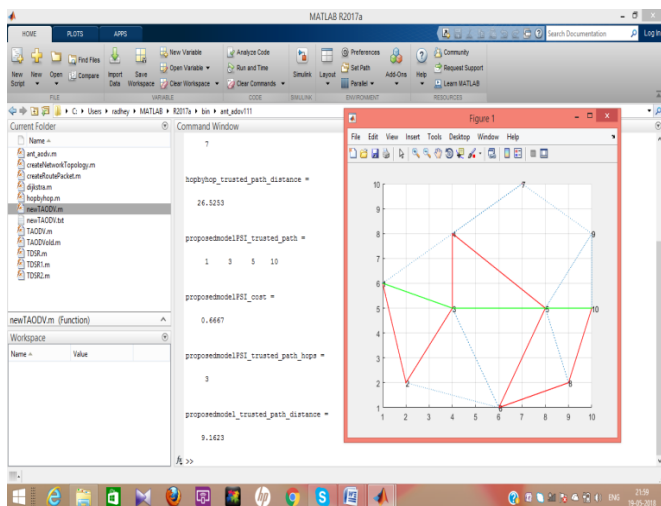 MATLAB R2017a
HOME PLOTS APPS
Search Documentation Log In
New Script
New
Open
Find Files
Compare
Import Data
Save Workspace
New Variable
Open Variable
Clear Workspace
Analyze Code
Run and Time
Clear Commands
Simulink
Layout
Preferences
Set Path
Parallel
Add-Ons
Help
Community
Request Support
Learn MATLAB
FILE VARIABLE CODE SIMULINK ENVIRONMENT RESOURCES
C: Users radhey MATLAB R2017a bin ant_adov111
Current Folder
Name
ant_aodv.m
createNetworkTopology.m
createRoutePacket.m
dijkstra.m
hopbyhop.m
newTAODV.m
newTAODV.txt
TAODV.m
TAODVold.m
TDSR.m
TDSR1.m
TDSR2.m
newTAODV.m (Function)
Workspace
Name Value
Command Window
7
hopbyhop_trusted_path_distance =
26.5253
proposedmodelPSI_trusted_path =
1 3 5 10
proposedmodelPSI_cost =
0.6667
proposedmodelPSI_trusted_path_hops =
3
proposedmodel_trusted_path_distance =
9.1623
fx >>
Figure 1
File Edit View Insert Tools Desktop Window Help
10
9
8
7
6
5
4
3
2
1
1 2 3 4 5 6 7 8 9 10
7
4
9
1
3
5
10
2
8
6
ENG
21:59
19-05-2018